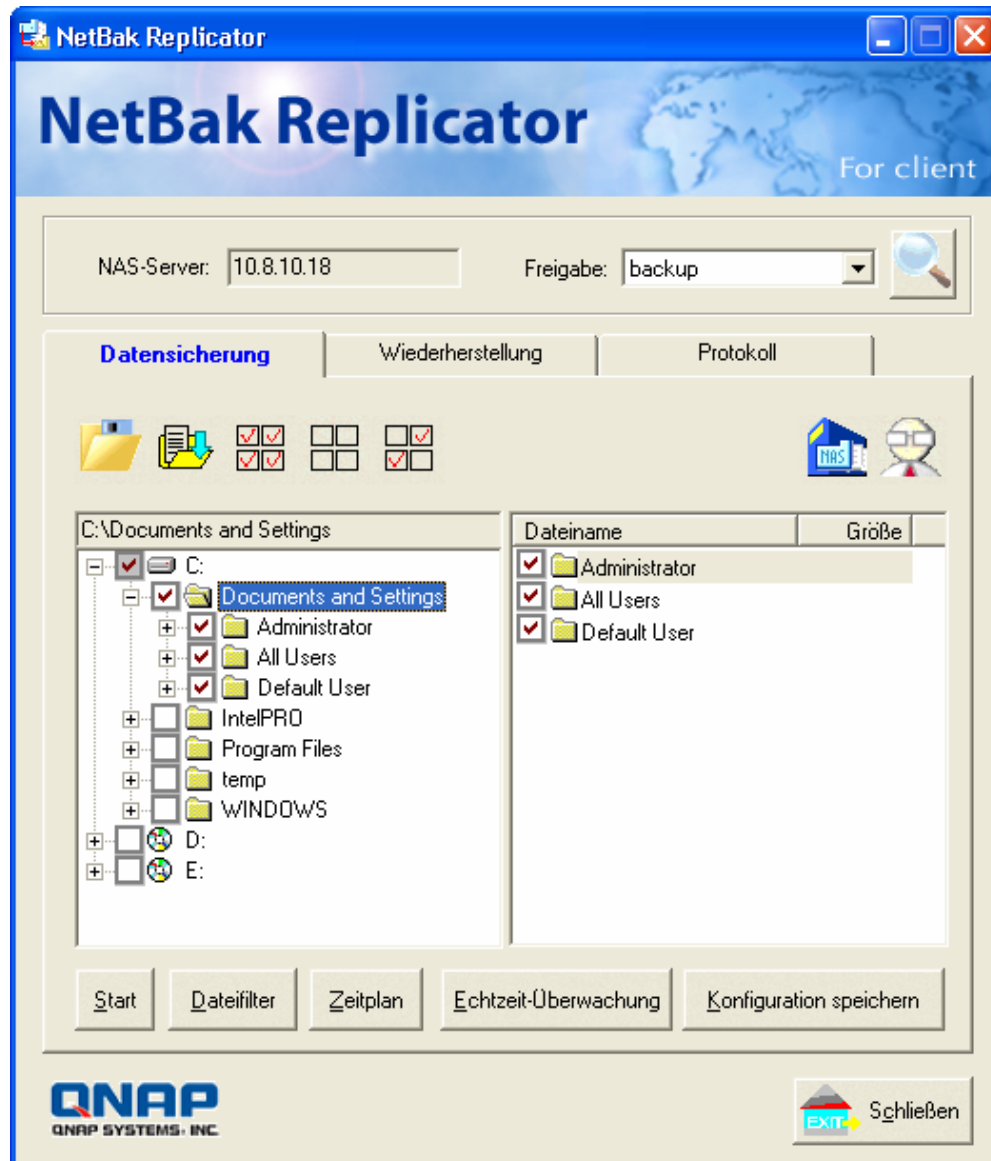 NetBak Replicator
NetBak Replicator
For client
NAS-Server: 10.8.10.18 Freigabe: backup
Datensicherung Wiederherstellung Protokoll
NAS
C:\Documents and Settings
C:
Documents and Settings
Administrator
All Users
Default User
IntelPRO
Program Files
temp
WINDOWS
D:
E:
Dateiname Größe
Administrator
All Users
Default User
Start Dateifilter Zeitplan Echtzeit-Überwachung Konfiguration speichern
QNAP
QNAP SYSTEMS, INC
EXIT Schließen